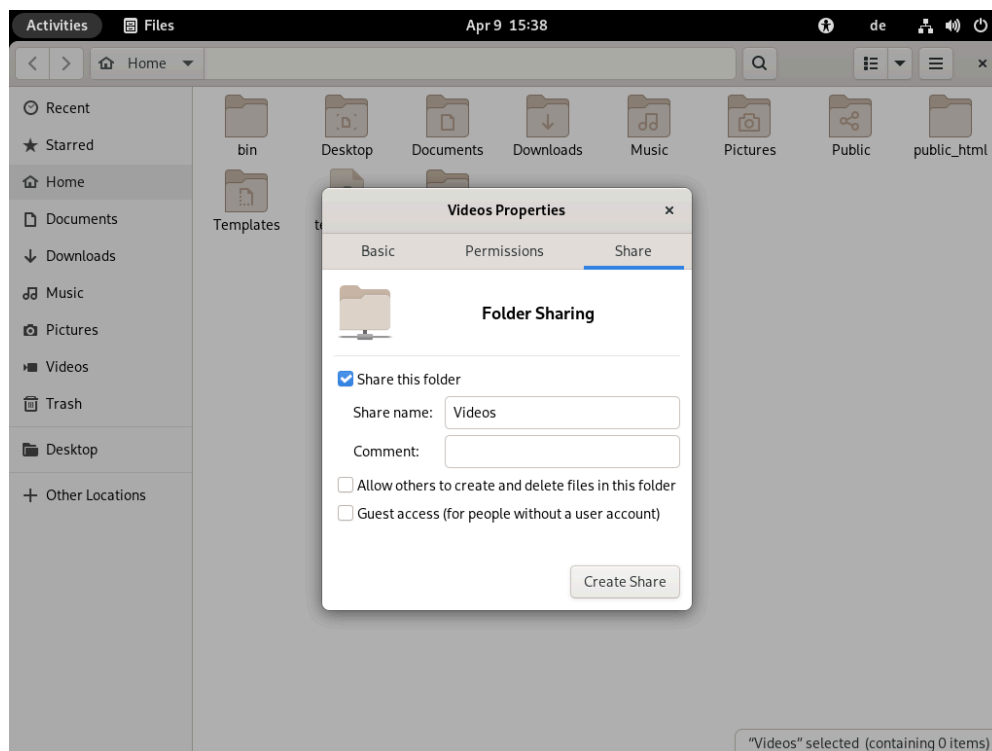 Activities Files Apr 9 15:38 de
Home
Recent
Starred
Home
Documents
Downloads
Music
Pictures
Videos
Trash
Desktop
Other Locations
bin Desktop Documents Downloads Music Pictures Public public_html
Templates
Videos Properties
Basic Permissions Share
Folder Sharing
Share this folder
Share name: Videos
Comment:
Allow others to create and delete files in this folder
Guest access (for people without a user account)
Create Share
“Videos” selected (containing 0 items)